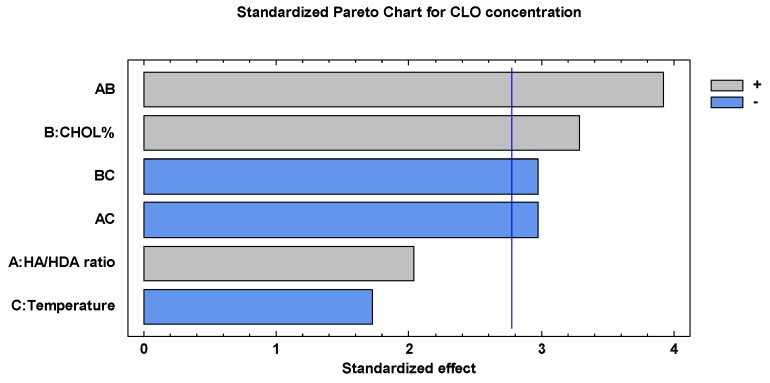 Standardized Pareto Chart for CLO concentration
AB
+
-
B:CHOL%
BC
AC
A:HA/HDA ratio
C:Temperature
0 1 2 3 4
Standardized effect